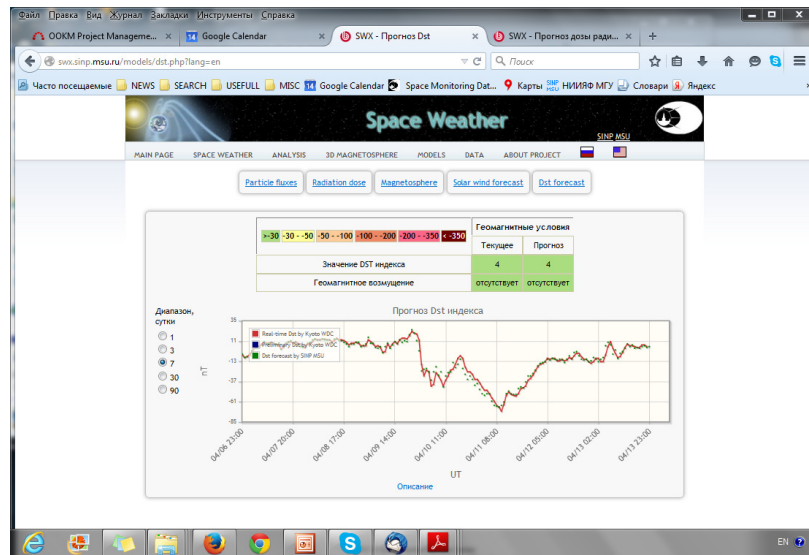 Файл Правка Вид Журнал Закладки Инструменты Справка
OOKM Project Manageme... × 14 Google Calendar × SWX - Прогноз Dst × SWX - Прогноз дозы ради... × +
swx.sinp.msu.ru/models/dst.php?lang=en Поиск
Часто посещаемые NEWS SEARCH USEFULL MISC 14 Google Calendar Space Monitoring Dat... Карты SINP MSU НИИЯФ МГУ Словари Яндекс
Space Weather
SINP MSU
MAIN PAGE SPACE WEATHER ANALYSIS 3D MAGNETOSPHERE MODELS DATA ABOUT PROJECT
Particle fluxes Radiation dose Magnetosphere Solar wind forecast Dst forecast
>-30 -30 - -50 -50 - -100 -100 - -200 -200 - -350 < -350
Геомагнитные условия
Текущее Прогноз
Значение DST индекса 4 4
Геомагнитное возмущение отсутствует отсутствует
Диапазон,
сутки
1
3
7
30
90
Прогноз Dst индекса
35
11
-13
-37
-61
-85
nT
Real-time Dst by Kyoto WDC
Preliminary Dst by Kyoto WDC
Dst forecast by SINP MSU
04/06 23:00 04/07 20:00 04/08 17:00 04/09 14:00 04/10 11:00 04/11 08:00 04/12 05:00 04/13 02:00 04/13 23:00
UT
Описание
EN